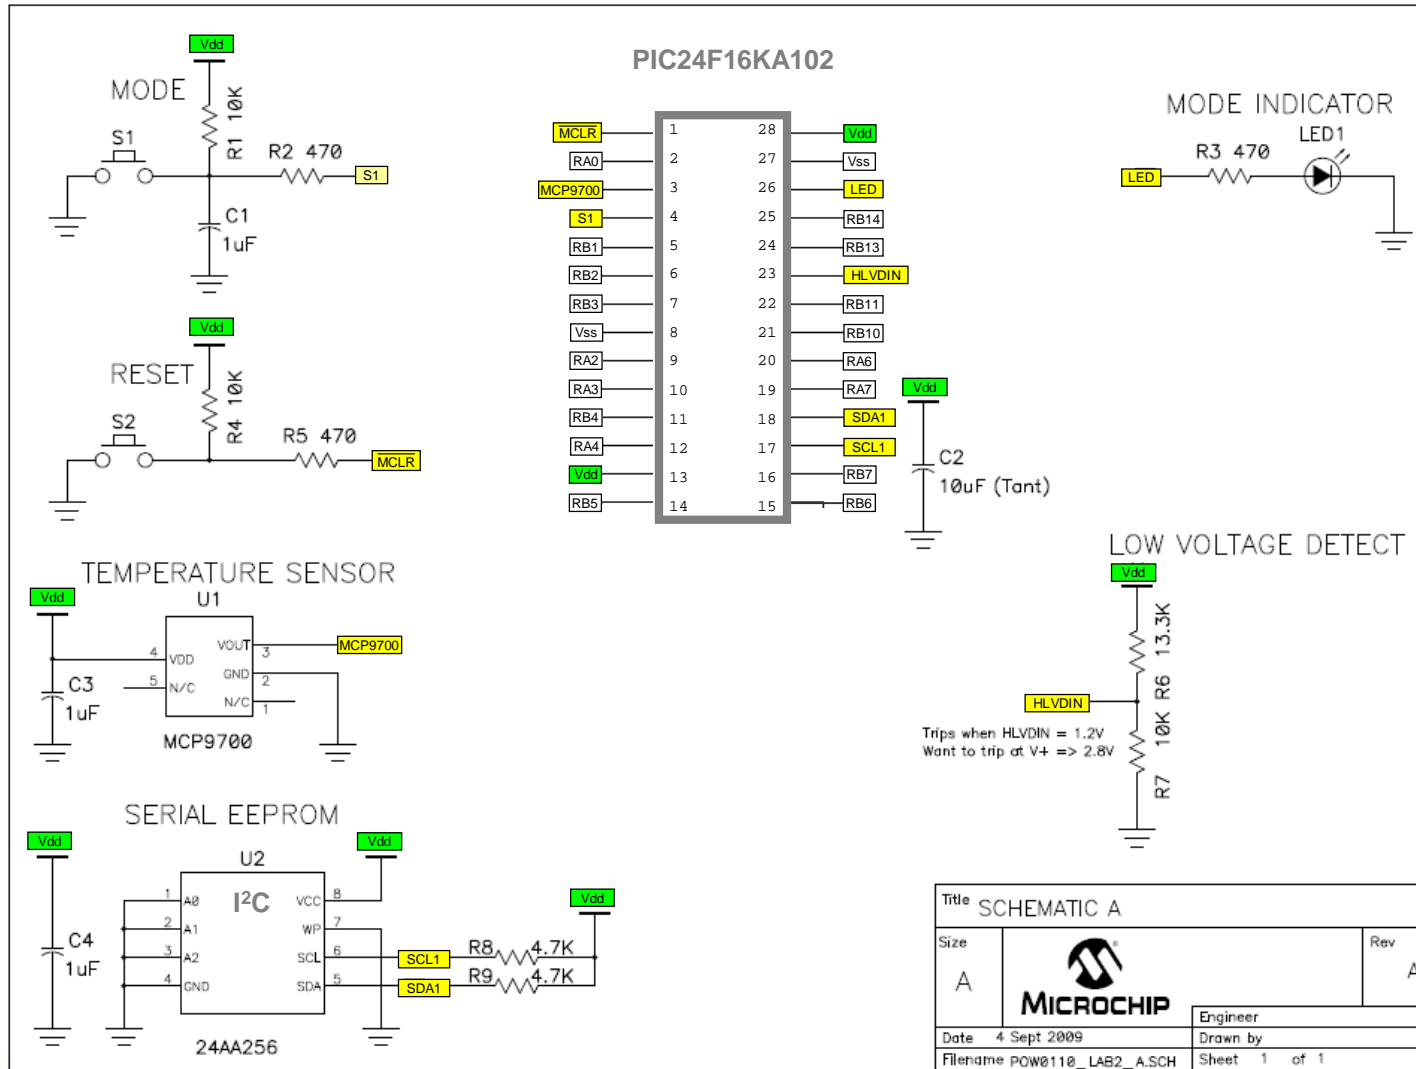 PIC24F16KA102
Vdd
MODE
R1 10K
S1
R2 470
S1
C1
1uF
Vdd
RESET
R4 10K
S2
R5 470
MCLR
MCLR 1 28 Vdd
RA0 2 27 Vss
MCP9700 3 26 LED
S1 4 25 RB14
RB1 5 24 RB13
RB2 6 23 HLVDIN
RB3 7 22 RB11
Vss 8 21 RB10
RA2 9 20 RA6
RA3 10 19 RA7
RB4 11 18 SDA1
RA4 12 17 SCL1
Vdd 13 16 RB7
RB5 14 15 RB6
Vdd
C2
10uF (Tant)
MODE INDICATOR
LED1
R3 470
LED
TEMPERATURE SENSOR
Vdd
U1
4 VDD
VOUT 3
MCP9700
GND 2
5 N/C
N/C 1
C3
1uF
MCP9700
LOW VOLTAGE DETECT
Vdd
R6 13.3K
HLVDIN
Trips when HLVDIN = 1.2V
Want to trip at V+ => 2.8V
R7 10K
SERIAL EEPROM
Vdd
Vdd
U2
I²C
1 A0 VCC 8
2 A1 WP 7
3 A2 SCL 6
4 GND SDA 5
SCL1
R8 4.7K
SDA1
R9 4.7K
Vdd
C4
1uF
24AA256
Title SCHEMATIC A
Size
A
MICROCHIP
Rev
A
Engineer
Date 4 Sept 2009
Drawn by
Filename POW0110_LAB2_A.SCH
Sheet 1 of 1